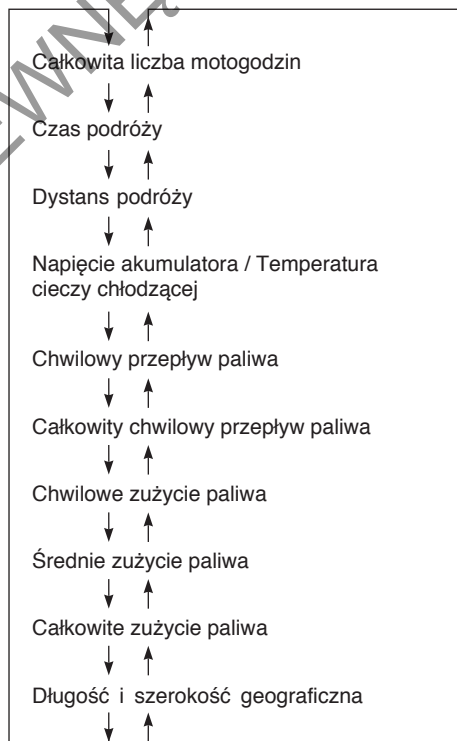 Całkowita liczba motogodzin
Czas podróży
Dystans podróży
Napięcie akumulatora / Temperatura
cieczy chłodzącej
Chwilowy przepływ paliwa
Całkowity chwilowy przepływ paliwa
Chwilowe zużycie paliwa
Średnie zużycie paliwa
Całkowite zużycie paliwa
Długość i szerokość geograficzna